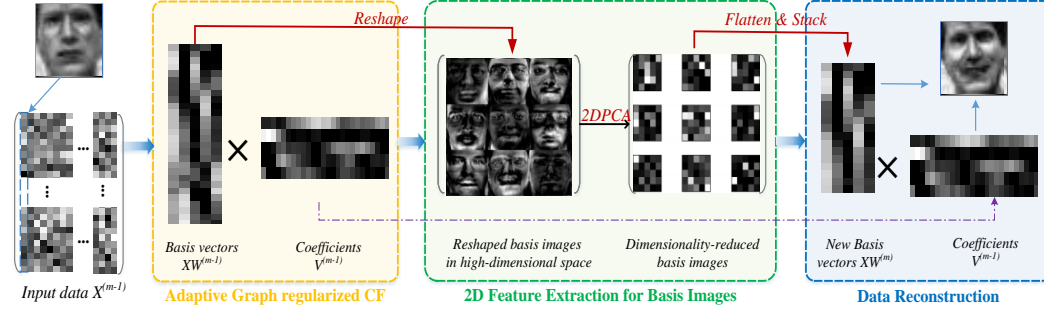 Reshape
Flatten & Stack
2DPCA
Input data X^(m-1)
Basis vectors
XW^(m-1)
Coefficients
V^(m-1)
Reshaped basis images
in high-dimensional space
Dimensionality-reduced
basis images
New Basis
vectors XW^(m)
Coefficients
V^(m-1)
Adaptive Graph regularized CF
2D Feature Extraction for Basis Images
Data Reconstruction